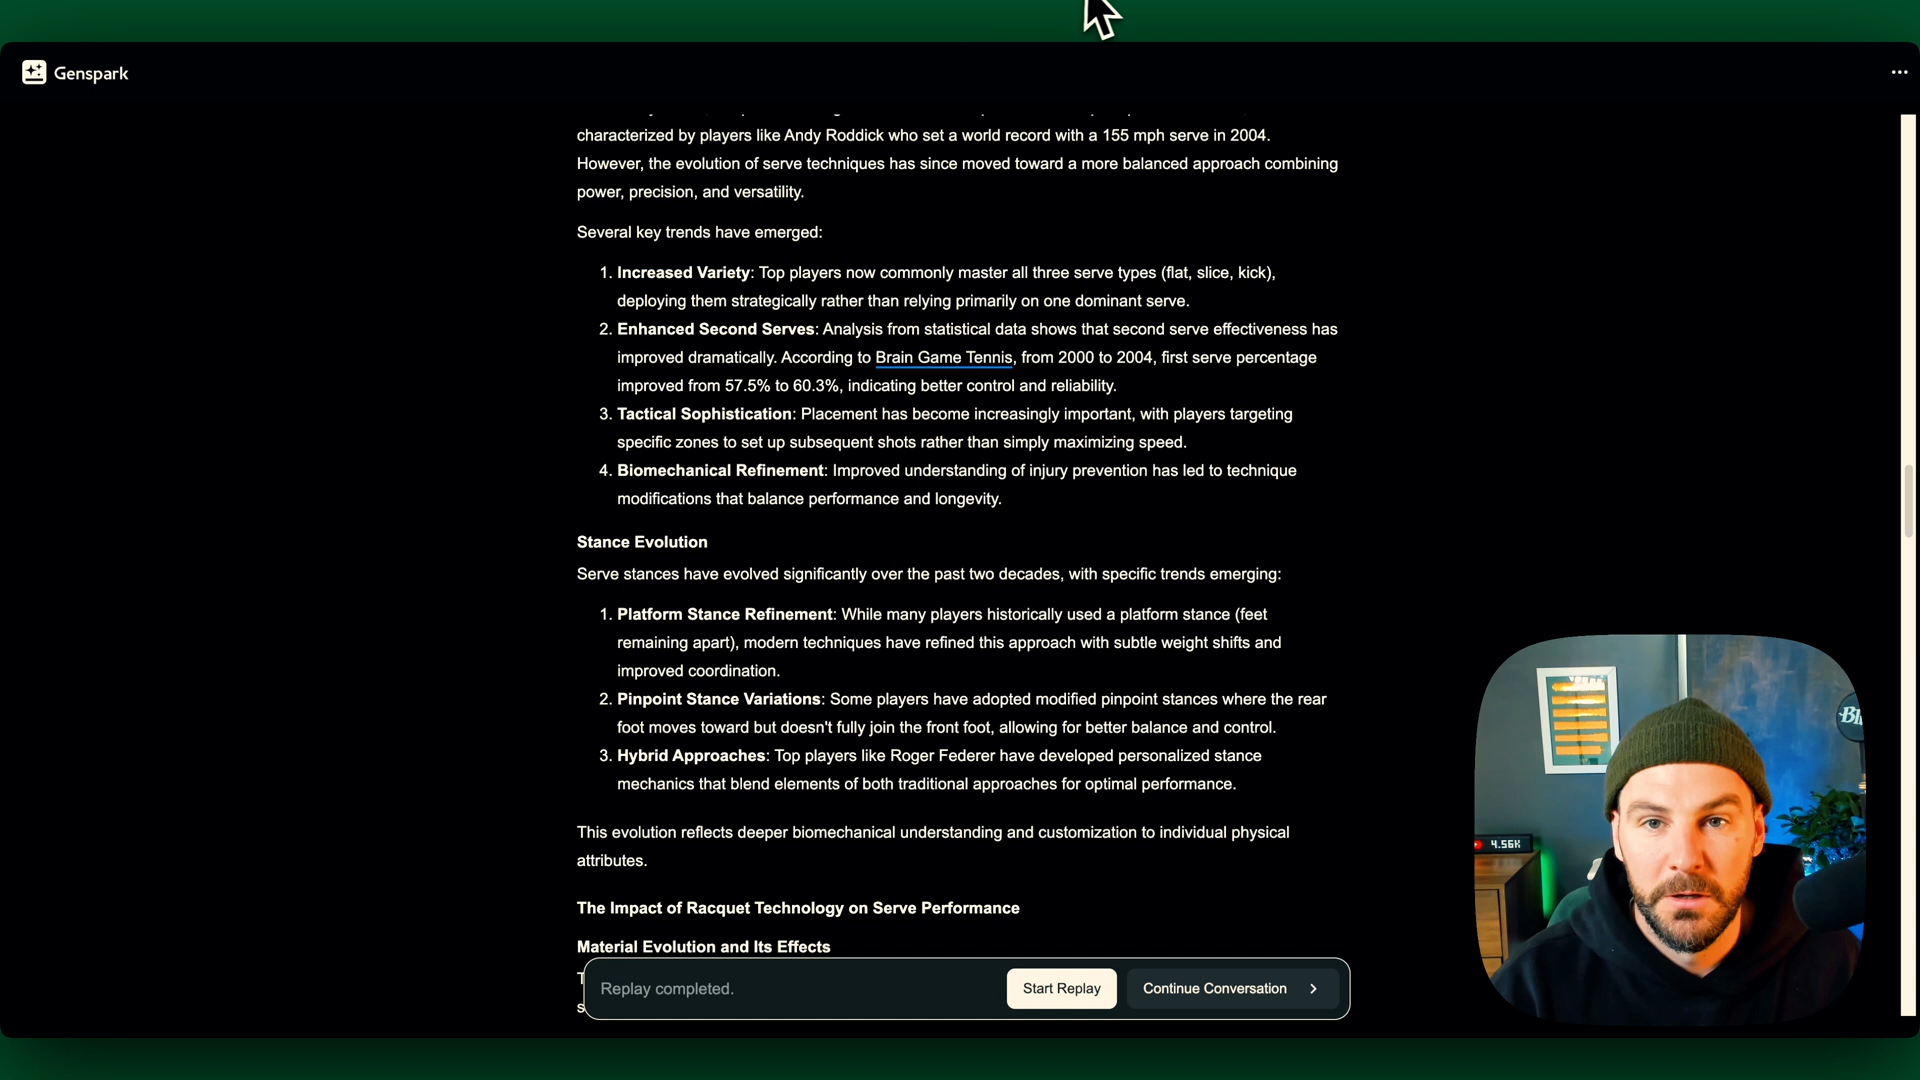 Genspark
characterized by players like Andy Roddick who set a world record with a 155 mph serve in 2004.
However, the evolution of serve techniques has since moved toward a more balanced approach combining
power, precision, and versatility.
Several key trends have emerged:
1. Increased Variety: Top players now commonly master all three serve types (flat, slice, kick),
deploying them strategically rather than relying primarily on one dominant serve.
2. Enhanced Second Serves: Analysis from statistical data shows that second serve effectiveness has
improved dramatically. According to Brain Game Tennis, from 2000 to 2004, first serve percentage
improved from 57.5% to 60.3%, indicating better control and reliability.
3. Tactical Sophistication: Placement has become increasingly important, with players targeting
specific zones to set up subsequent shots rather than simply maximizing speed.
4. Biomechanical Refinement: Improved understanding of injury prevention has led to technique
modifications that balance performance and longevity.
Stance Evolution
Serve stances have evolved significantly over the past two decades, with specific trends emerging:
1. Platform Stance Refinement: While many players historically used a platform stance (feet
remaining apart), modern techniques have refined this approach with subtle weight shifts and
improved coordination.
2. Pinpoint Stance Variations: Some players have adopted modified pinpoint stances where the rear
foot moves toward but doesn't fully join the front foot, allowing for better balance and control.
3. Hybrid Approaches: Top players like Roger Federer have developed personalized stance
mechanics that blend elements of both traditional approaches for optimal performance.
This evolution reflects deeper biomechanical understanding and customization to individual physical
attributes.
The Impact of Racquet Technology on Serve Performance
Material Evolution and Its Effects
Replay completed.
Start Replay
Continue Conversation
4.56K